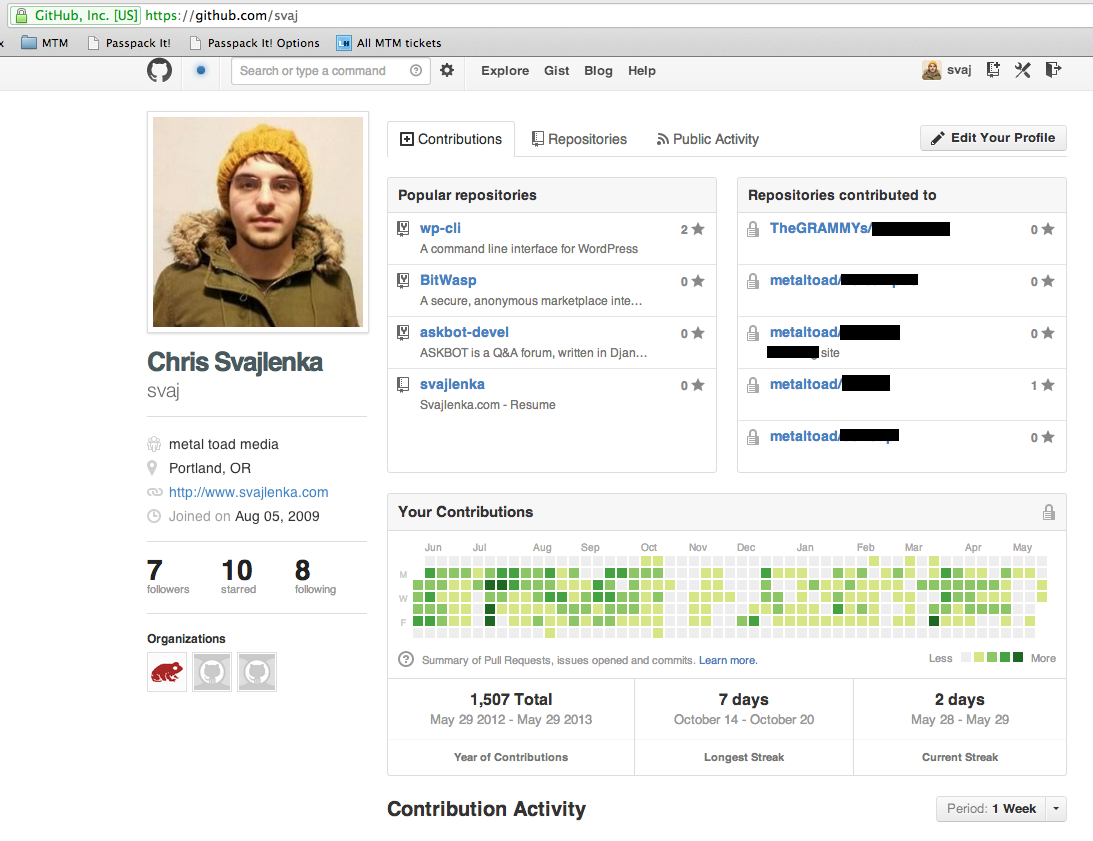 GitHub, Inc. [US] https://github.com/svaj
x MTM Passpack It! Passpack It! Options All MTM tickets
Search or type a command Explore Gist Blog Help svaj
Contributions Repositories Public Activity Edit Your Profile
Popular repositories
wp-cli 2
A command line interface for WordPress
BitWasp 0
A secure, anonymous marketplace inte…
askbot-devel 0
ASKBOT is a Q&A forum, written in Djan…
svajlenka 0
Svajlenka.com - Resume
Repositories contributed to
TheGRAMMYs/ 0
metaltoad/ 0
metaltoad/ 0
site
metaltoad/ 1
metaltoad/ 0
Chris Svajlenka
svaj
metal toad media
Portland, OR
http://www.svajlenka.com
Joined on Aug 05, 2009
7 10 8
followers starred following
Organizations
Your Contributions
Jun Jul Aug Sep Oct Nov Dec Jan Feb Mar Apr May
M
W
F
Summary of Pull Requests, issues opened and commits. Learn more. Less More
1,507 Total 7 days 2 days
May 29 2012 - May 29 2013 October 14 - October 20 May 28 - May 29
Year of Contributions Longest Streak Current Streak
Contribution Activity Period: 1 Week